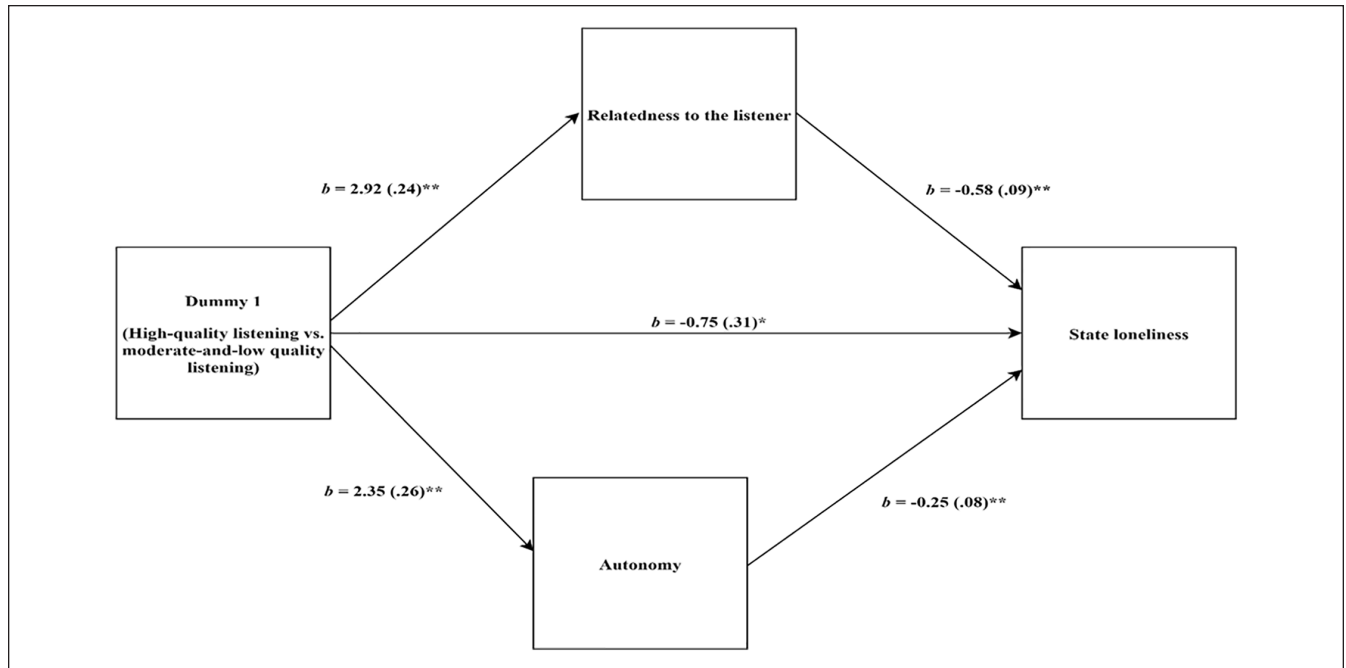 Relatedness to the listener
b = 2.92 (.24)**
b = -0.58 (.09)**
Dummy 1
(High-quality listening vs.
moderate-and-low quality
listening)
b = -0.75 (.31)*
State loneliness
b = 2.35 (.26)**
b = -0.25 (.08)**
Autonomy